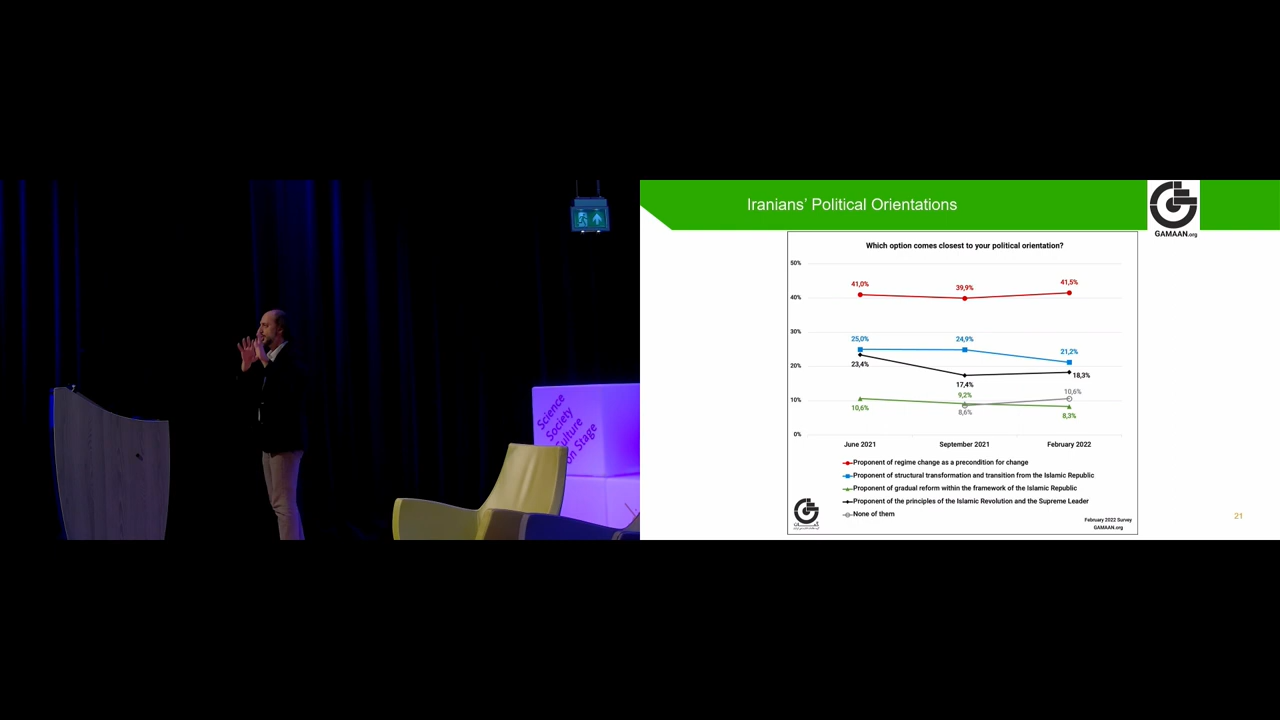 Science
Society
Culture
on Stage
Iranians' Political Orientations
GAMAAN.org
Which option comes closest to your political orientation?
50%
40%
30%
20%
10%
0%
41,0%
39,9%
41,5%
25,0%
24,9%
21,2%
23,4%
17,4%
18,3%
10,6%
9,2%
8,6%
10,6%
8,3%
June 2021
September 2021
February 2022
Proponent of regime change as a precondition for change
Proponent of structural transformation and transition from the Islamic Republic
Proponent of gradual reform within the framework of the Islamic Republic
Proponent of the principles of the Islamic Revolution and the Supreme Leader
None of them
February 2022 Survey
GAMAAN.org
21